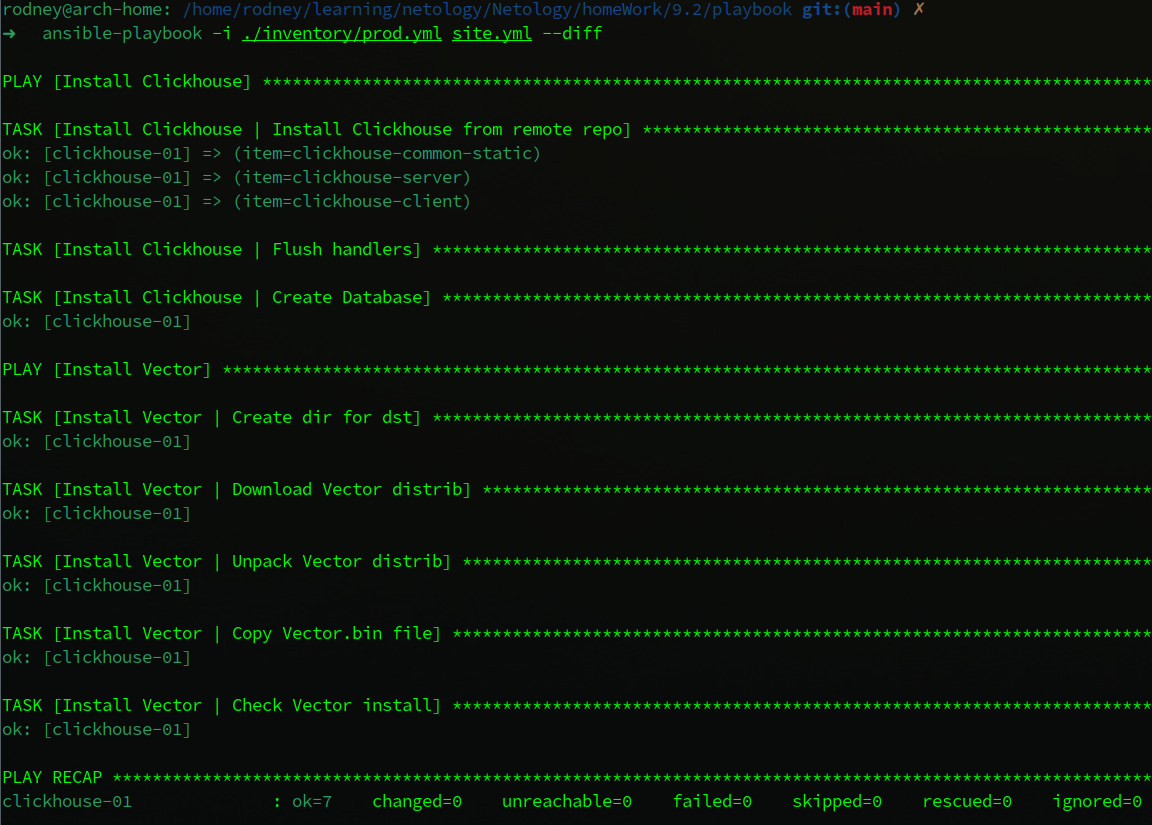 rodney@arch-home: /home/rodney/learning/netology/Netology/homeWork/9.2/playbook git:(main) ✗
➜ ansible-playbook -i ./inventory/prod.yml site.yml --diff
PLAY [Install Clickhouse] *****************************************************************************************
TASK [Install Clickhouse | Install Clickhouse from remote repo] ***************************************************
ok: [clickhouse-01] => (item=clickhouse-common-static)
ok: [clickhouse-01] => (item=clickhouse-server)
ok: [clickhouse-01] => (item=clickhouse-client)
TASK [Install Clickhouse | Flush handlers] ************************************************************************
TASK [Install Clickhouse | Create Database] ***********************************************************************
ok: [clickhouse-01]
PLAY [Install Vector] *********************************************************************************************
TASK [Install Vector | Create dir for dst] ************************************************************************
ok: [clickhouse-01]
TASK [Install Vector | Download Vector distrib] *******************************************************************
ok: [clickhouse-01]
TASK [Install Vector | Unpack Vector distrib] *********************************************************************
ok: [clickhouse-01]
TASK [Install Vector | Copy Vector.bin file] **********************************************************************
ok: [clickhouse-01]
TASK [Install Vector | Check Vector install] **********************************************************************
ok: [clickhouse-01]
PLAY RECAP ********************************************************************************************************
clickhouse-01 : ok=7 changed=0 unreachable=0 failed=0 skipped=0 rescued=0 ignored=0